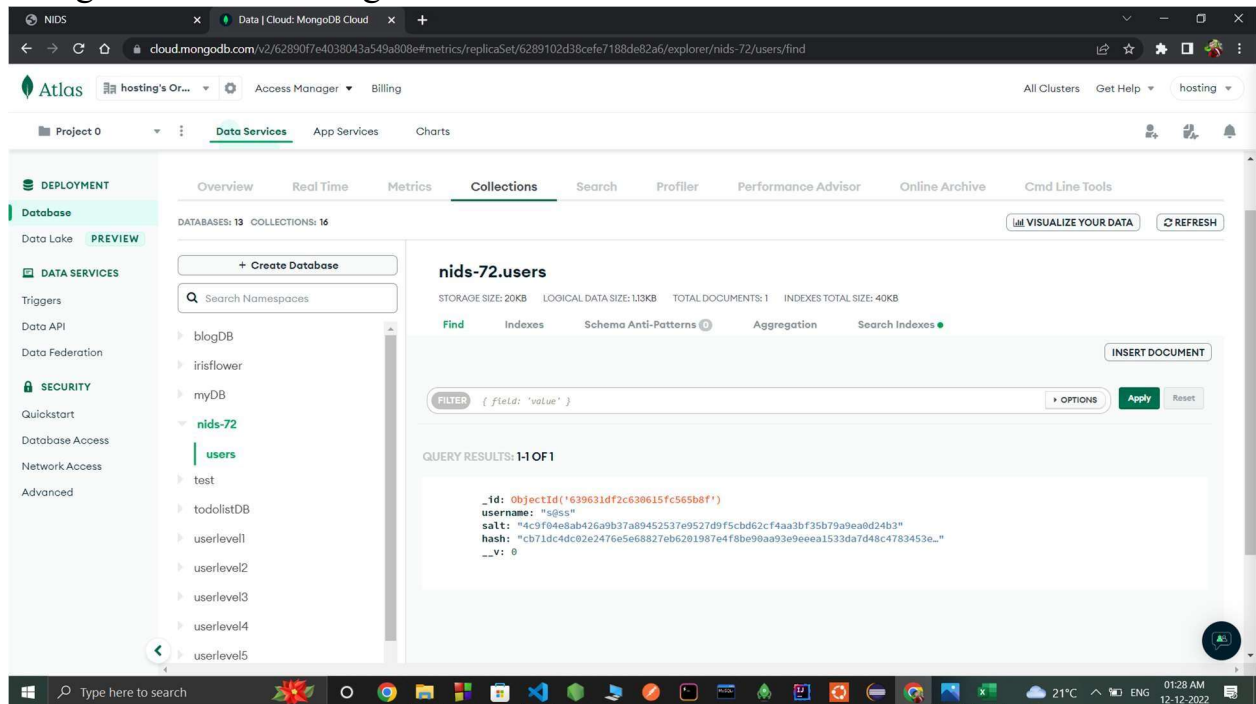 NIDS
Data | Cloud: MongoDB Cloud
cloud.mongodb.com/v2/62890f7e4038043a549a808e#metrics/replicaSet/6289102d38cefe7188de82a6/explorer/nids-72/users/find
Atlas hosting's Or... Access Manager Billing All Clusters Get Help hosting
Project 0 Data Services App Services Charts
DEPLOYMENT
Database
Data Lake PREVIEW
DATA SERVICES
Triggers
Data API
Data Federation
SECURITY
Quickstart
Database Access
Network Access
Advanced
Overview Real Time Metrics Collections Search Profiler Performance Advisor Online Archive Cmd Line Tools
DATABASES: 13 COLLECTIONS: 16 VISUALIZE YOUR DATA REFRESH
+ Create Database
Search Namespaces
blogDB
irisflower
myDB
nids-72
users
test
todolistDB
userlevel1
userlevel2
userlevel3
userlevel4
userlevel5
nids-72.users
STORAGE SIZE: 20KB LOGICAL DATA SIZE: 1.13KB TOTAL DOCUMENTS: 1 INDEXES TOTAL SIZE: 40KB
Find Indexes Schema Anti-Patterns 0 Aggregation Search Indexes
INSERT DOCUMENT
FILTER { field: 'value' } OPTIONS Apply Reset
QUERY RESULTS: 1-1 OF 1
_id: ObjectId('639631df2c630615fc565b8f')
username: "s@ss"
salt: "4c9f04e8ab426a9b37a89452537e9527d9f5cbd62cf4aa3bf35b79a9ea0d24b3"
hash: "cb71dc4dc02e2476e5e68827eb6201987e4f8be90aa93e9eeea1533da7d48c4783453e…"
__v: 0
Type here to search
21°C ENG 01:28 AM
12-12-2022